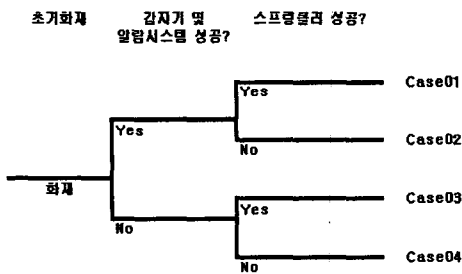 초기화재 감지기 및 스프링클러 성공?
알람시스템 성공?
Yes Case01
Yes
No Case02
화재
Yes Case03
No
No Case04